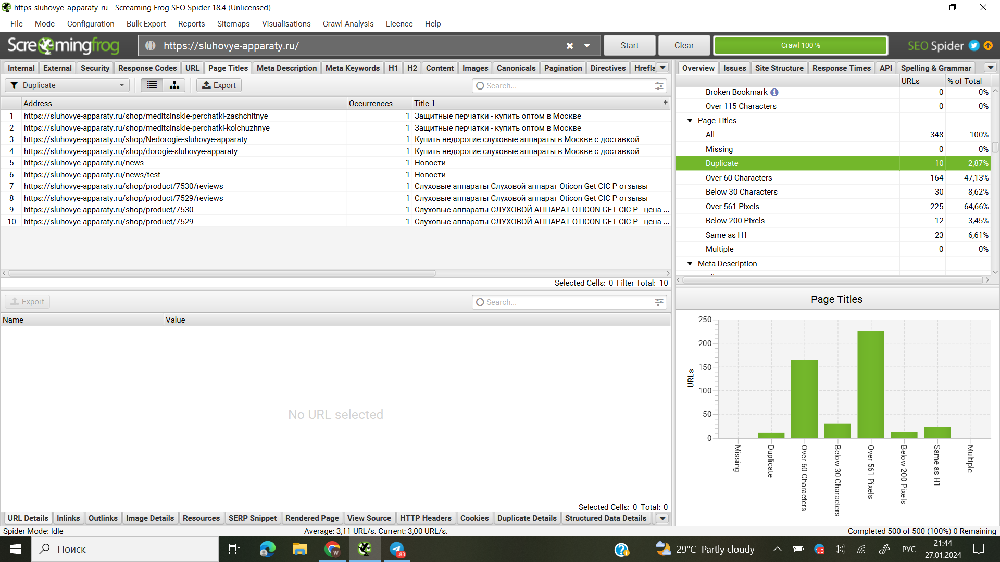 https-sluhovye-apparaty-ru - Screaming Frog SEO Spider 18.4 (Unlicensed)
File Mode Configuration Bulk Export Reports Sitemaps Visualisations Crawl Analysis Licence Help
Screamingfrog https://sluhovye-apparaty.ru/ Start Clear Crawl 100 % SEO Spider
Internal External Security Response Codes URL Page Titles Meta Description Meta Keywords H1 H2 Content Images Canonicals Pagination Directives Hrefla
Duplicate Export Search...
Address Occurrences Title 1
1 https://sluhovye-apparaty.ru/shop/meditsinskie-perchatki-zashchitnye 1 Защитные перчатки - купить оптом в Москве
2 https://sluhovye-apparaty.ru/shop/meditsinskie-perchatki-kolchuzhnye 1 Защитные перчатки - купить оптом в Москве
3 https://sluhovye-apparaty.ru/shop/Nedorogie-sluhovye-apparaty 1 Купить недорогие слуховые аппараты в Москве с доставкой
4 https://sluhovye-apparaty.ru/shop/dorogie-sluhovye-apparaty 1 Купить недорогие слуховые аппараты в Москве с доставкой
5 https://sluhovye-apparaty.ru/news 1 Новости
6 https://sluhovye-apparaty.ru/news/test 1 Новости
7 https://sluhovye-apparaty.ru/shop/product/7530/reviews 1 Слуховые аппараты Слуховой аппарат Oticon Get CIC P отзывы
8 https://sluhovye-apparaty.ru/shop/product/7529/reviews 1 Слуховые аппараты Слуховой аппарат Oticon Get CIC P отзывы
9 https://sluhovye-apparaty.ru/shop/product/7530 1 Слуховые аппараты СЛУХОВОЙ АППАРАТ OTICON GET CIC P - цена ...
10 https://sluhovye-apparaty.ru/shop/product/7529 1 Слуховые аппараты СЛУХОВОЙ АППАРАТ OTICON GET CIC P - цена ...
Selected Cells: 0 Filter Total: 10
Export Search...
Name Value
No URL selected
Selected Cells: 0 Total: 0
URL Details Inlinks Outlinks Image Details Resources SERP Snippet Rendered Page View Source HTTP Headers Cookies Duplicate Details Structured Data Details
Overview Issues Site Structure Response Times API Spelling & Grammar
URLs % of Total
Broken Bookmark 0 0%
Over 115 Characters 0 0%
Page Titles
All 348 100%
Missing 0 0%
Duplicate 10 2,87%
Over 60 Characters 164 47,13%
Below 30 Characters 30 8,62%
Over 561 Pixels 225 64,66%
Below 200 Pixels 12 3,45%
Same as H1 23 6,61%
Multiple 0 0%
Meta Description
Page Titles
250
200
150
100
50
0
URLs
Missing
Duplicate
Over 60 Characters
Below 30 Characters
Over 561 Pixels
Below 200 Pixels
Same as H1
Multiple
Spider Mode: Idle Average: 3,11 URL/s. Current: 3,00 URL/s. Completed 500 of 500 (100%) 0 Remaining
Поиск 83 29°C Partly cloudy РУС 21:44
27.01.2024